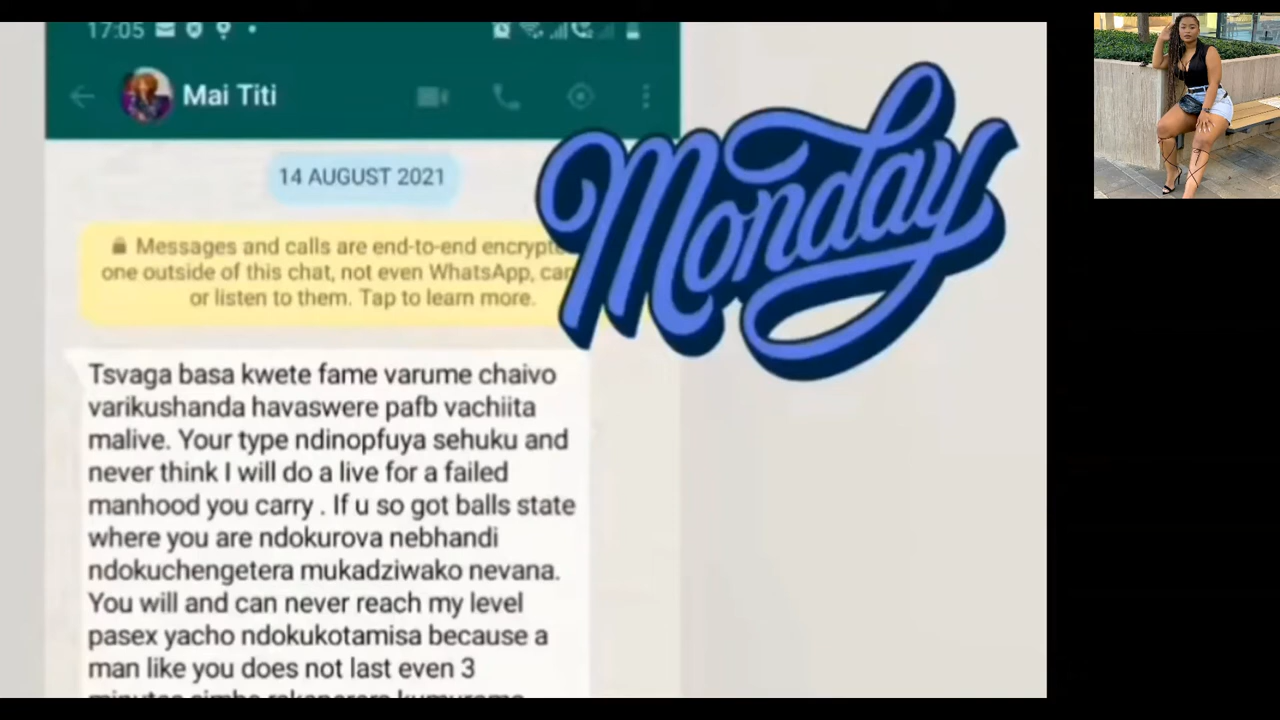 17:05
Mai Titi
Monday
14 AUGUST 2021
Messages and calls are end-to-end encrypte
one outside of this chat, not even WhatsApp, can
or listen to them. Tap to learn more.
Tsvaga basa kwete fame varume chaivo
varikushanda havaswere pafb vachiita
malive. Your type ndinopfuya sehuku and
never think I will do a live for a failed
manhood you carry . If u so got balls state
where you are ndokurova nebhandi
ndokuchengetera mukadziwako nevana.
You will and can never reach my level
pasex yacho ndokukotamisa because a
man like you does not last even 3